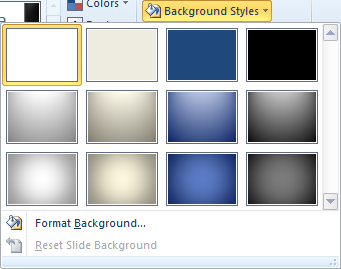 Colors
Background Styles
Format Background...
Reset Slide Background